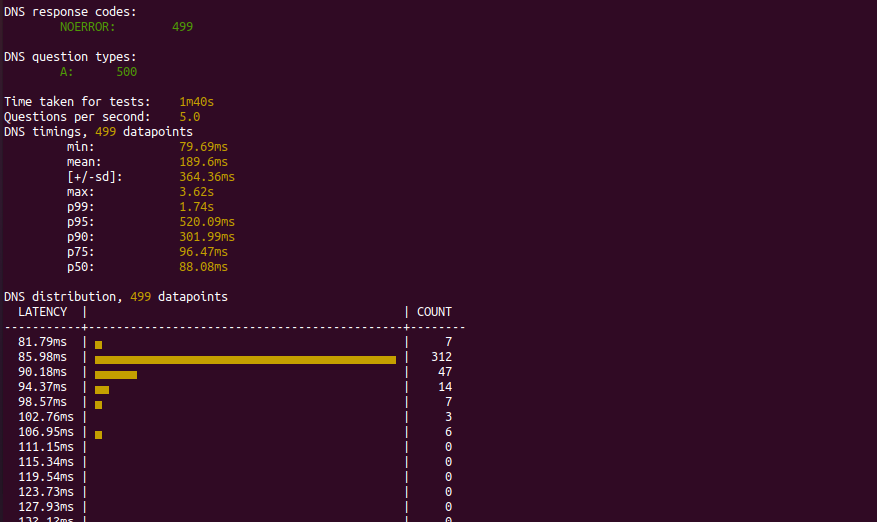 DNS response codes:
NOERROR: 499
DNS question types:
A: 500
Time taken for tests: 1m40s
Questions per second: 5.0
DNS timings, 499 datapoints
min: 79.69ms
mean: 189.6ms
[+/-sd]: 364.36ms
max: 3.62s
p99: 1.74s
p95: 520.09ms
p90: 301.99ms
p75: 96.47ms
p50: 88.08ms
DNS distribution, 499 datapoints
LATENCY | | COUNT
-----------+----------------------------------------------+--------
81.79ms | | 7
85.98ms | | 312
90.18ms | | 47
94.37ms | | 14
98.57ms | | 7
102.76ms | | 3
106.95ms | | 6
111.15ms | | 0
115.34ms | | 0
119.54ms | | 0
123.73ms | | 0
127.93ms | | 0